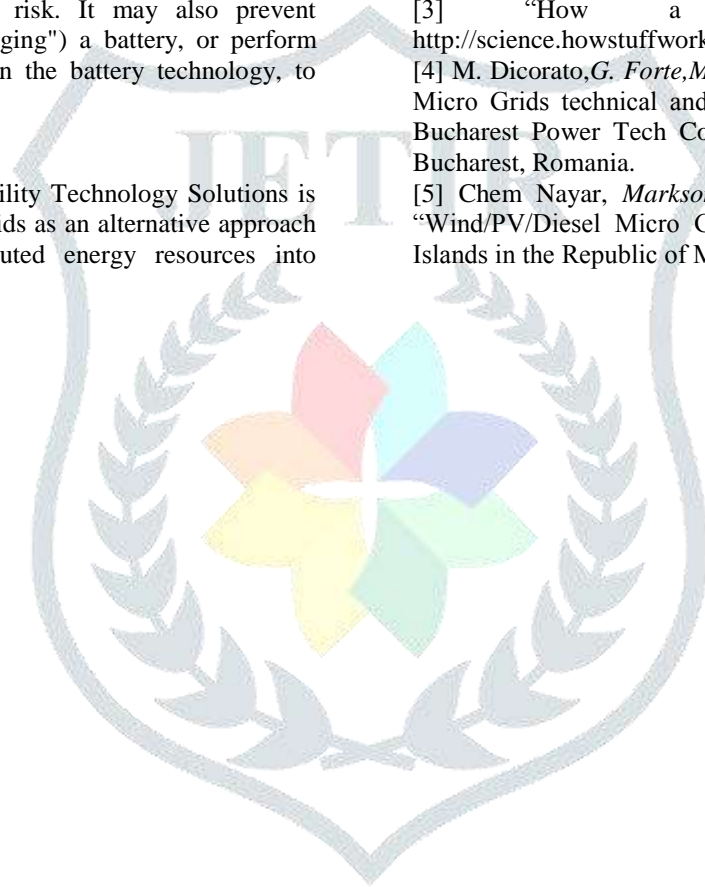 risk. It may also prevent
ging") a battery, or perform
n the battery technology, to
ility Technology Solutions is
ids as an alternative approach
uted energy resources into
[3] "How a
http://science.howstuffwork
[4] M. Dicorato,G. Forte,M
Micro Grids technical and
Bucharest Power Tech Co
Bucharest, Romania.
[5] Chem Nayar, Markso
"Wind/PV/Diesel Micro G
Islands in the Republic of M
JETIR